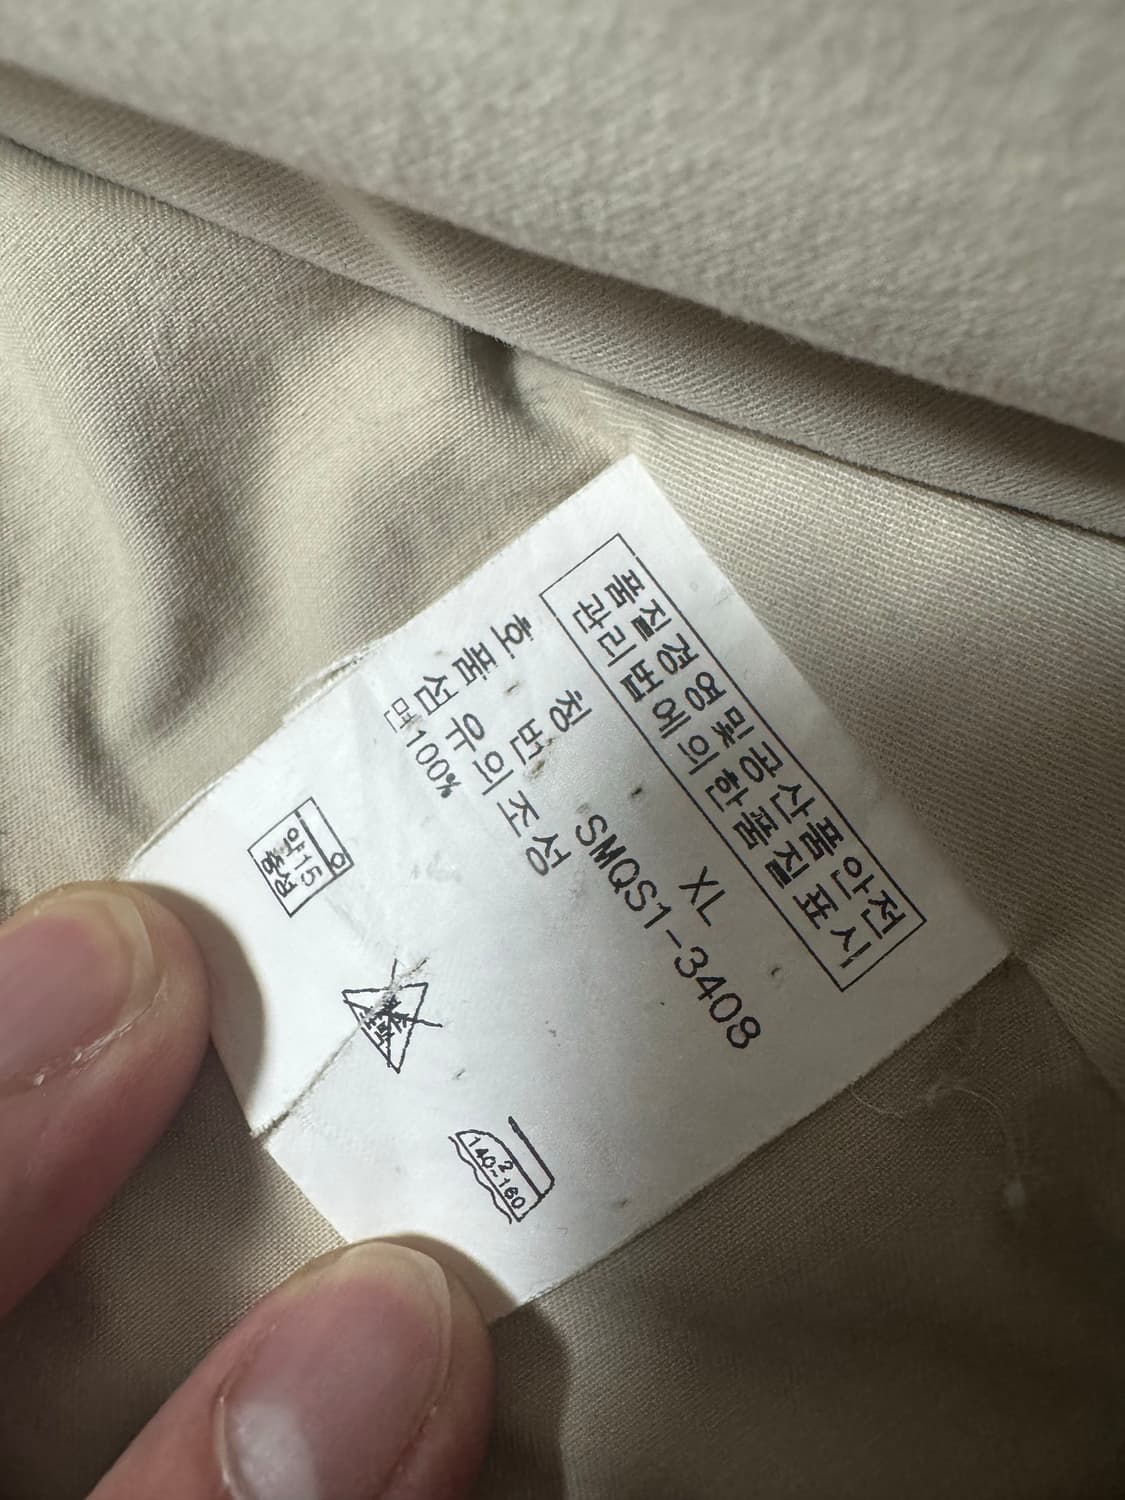 품질경영및공산품안전
관리법에의한품질표시
호 칭 XL
품 번 SMQS1-3408
섬유의조성
면100%
약15
중성
2
140~160